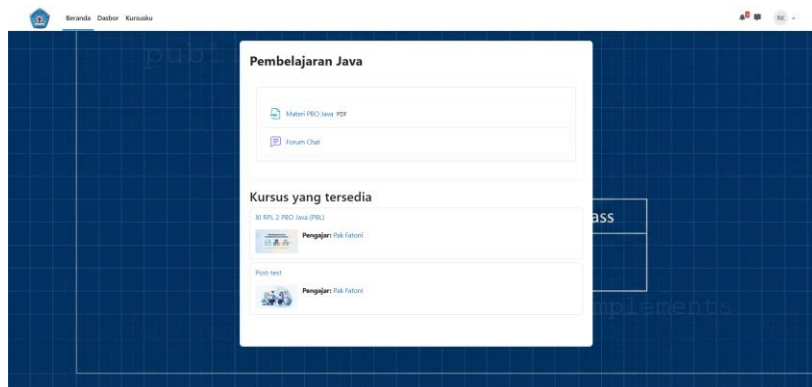 Beranda Dasbor Kursusku
RK
publ
Pembelajaran Java
Materi PBO Java PDF
Forum Chat
Kursus yang tersedia
XI RPL 2 PBO Java (PBL)
Pengajar: Pak Fatoni
ass
Post-test
Pengajar: Pak Fatoni
mplements